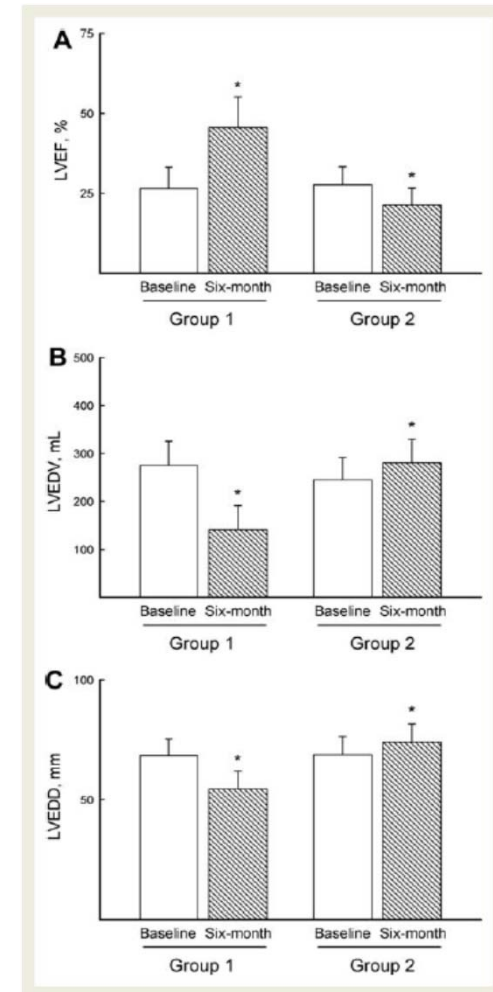 A
75
50
25
LVEF, %
*
*
Baseline Six-month Baseline Six-month
Group 1 Group 2
B
500
400
300
200
100
LVEDV, mL
*
*
Baseline Six-month Baseline Six-month
Group 1 Group 2
C
100
50
LVEDD, mm
*
*
Baseline Six-month Baseline Six-month
Group 1 Group 2